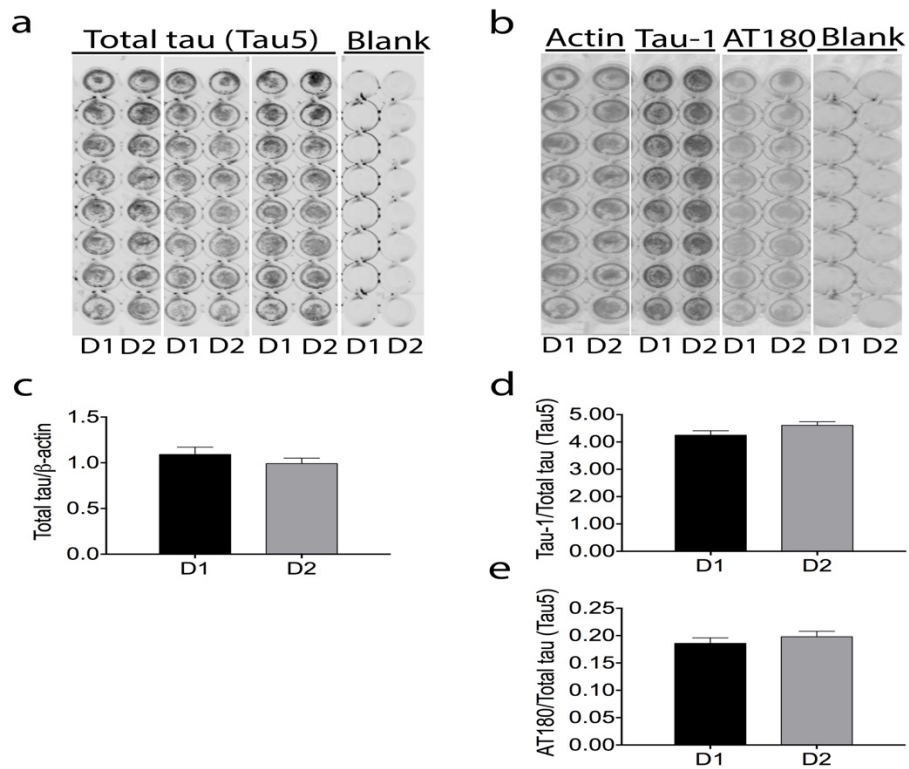 a
Total tau (Tau5) Blank
D1 D2 D1 D2 D1 D2 D1 D2
b
Actin Tau-1 AT180 Blank
D1 D2 D1 D2 D1 D2 D1 D2
c
Total tau/β-actin
1.5
1.0
0.5
0.0
D1 D2
d
Tau-1/Total tau (Tau5)
5.00
4.00
3.00
2.00
1.00
0.00
D1 D2
e
AT180/Total tau (Tau5)
0.25
0.20
0.15
0.10
0.05
0.00
D1 D2